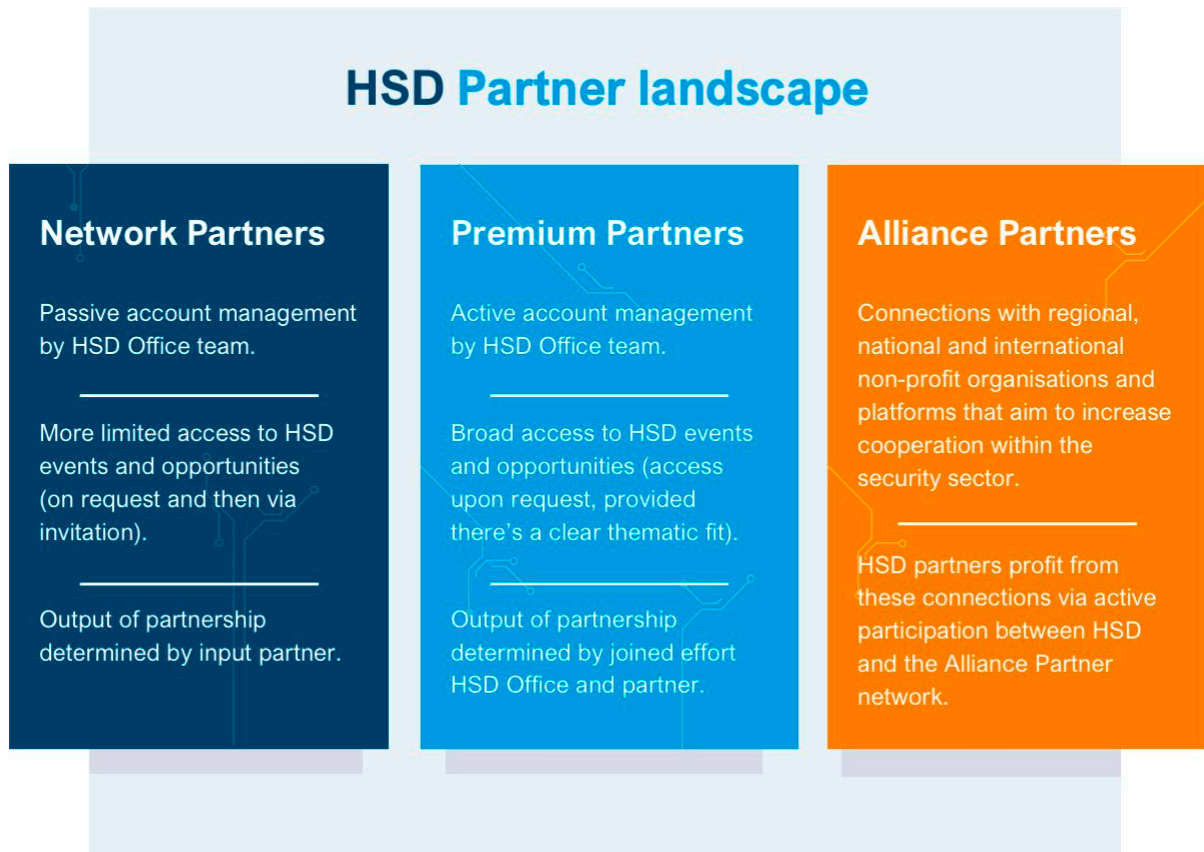 HSD Partner landscape
Network Partners
Passive account management
by HSD Office team.
More limited access to HSD
events and opportunities
(on request and then via
invitation).
Output of partnership
determined by input partner.
Premium Partners
Active account management
by HSD Office team.
Broad access to HSD events
and opportunities (access
upon request, provided
there's a clear thematic fit).
Output of partnership
determined by joined effort
HSD Office and partner.
Alliance Partners
Connections with regional,
national and international
non-profit organisations and
platforms that aim to increase
cooperation within the
security sector.
HSD partners profit from
these connections via active
participation between HSD
and the Alliance Partner
network.